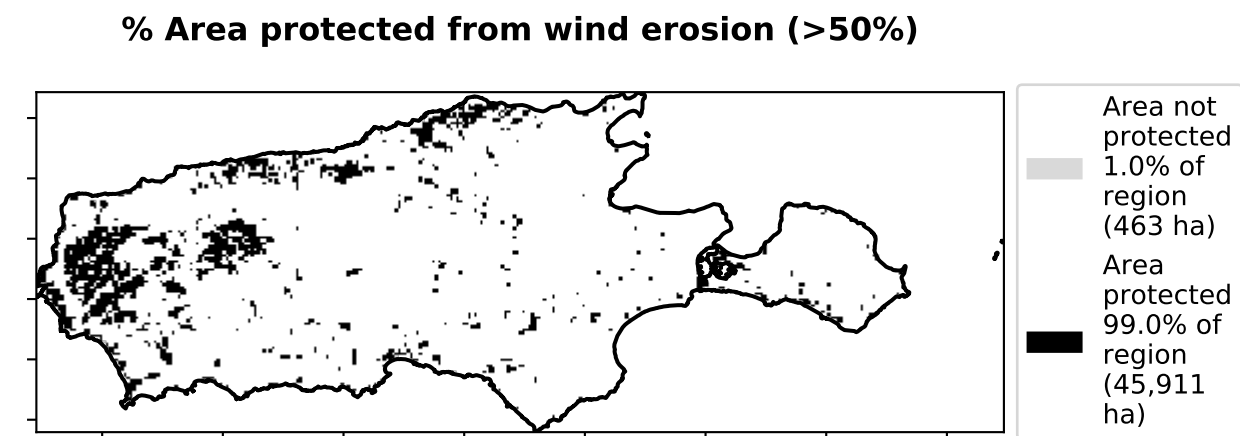 % Area protected from wind erosion (>50%)
Area not
protected
1.0% of
region
(463 ha)
Area
protected
99.0% of
region
(45,911
ha)